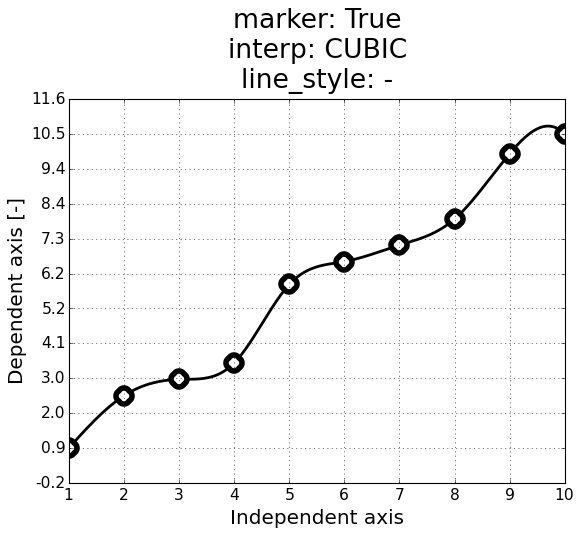 marker: True
interp: CUBIC
line_style: -
11.6
10.5
9.4
8.4
7.3
6.2
5.2
4.1
3.0
2.0
0.9
-0.2
Dependent axis [-]
1 2 3 4 5 6 7 8 9 10
Independent axis